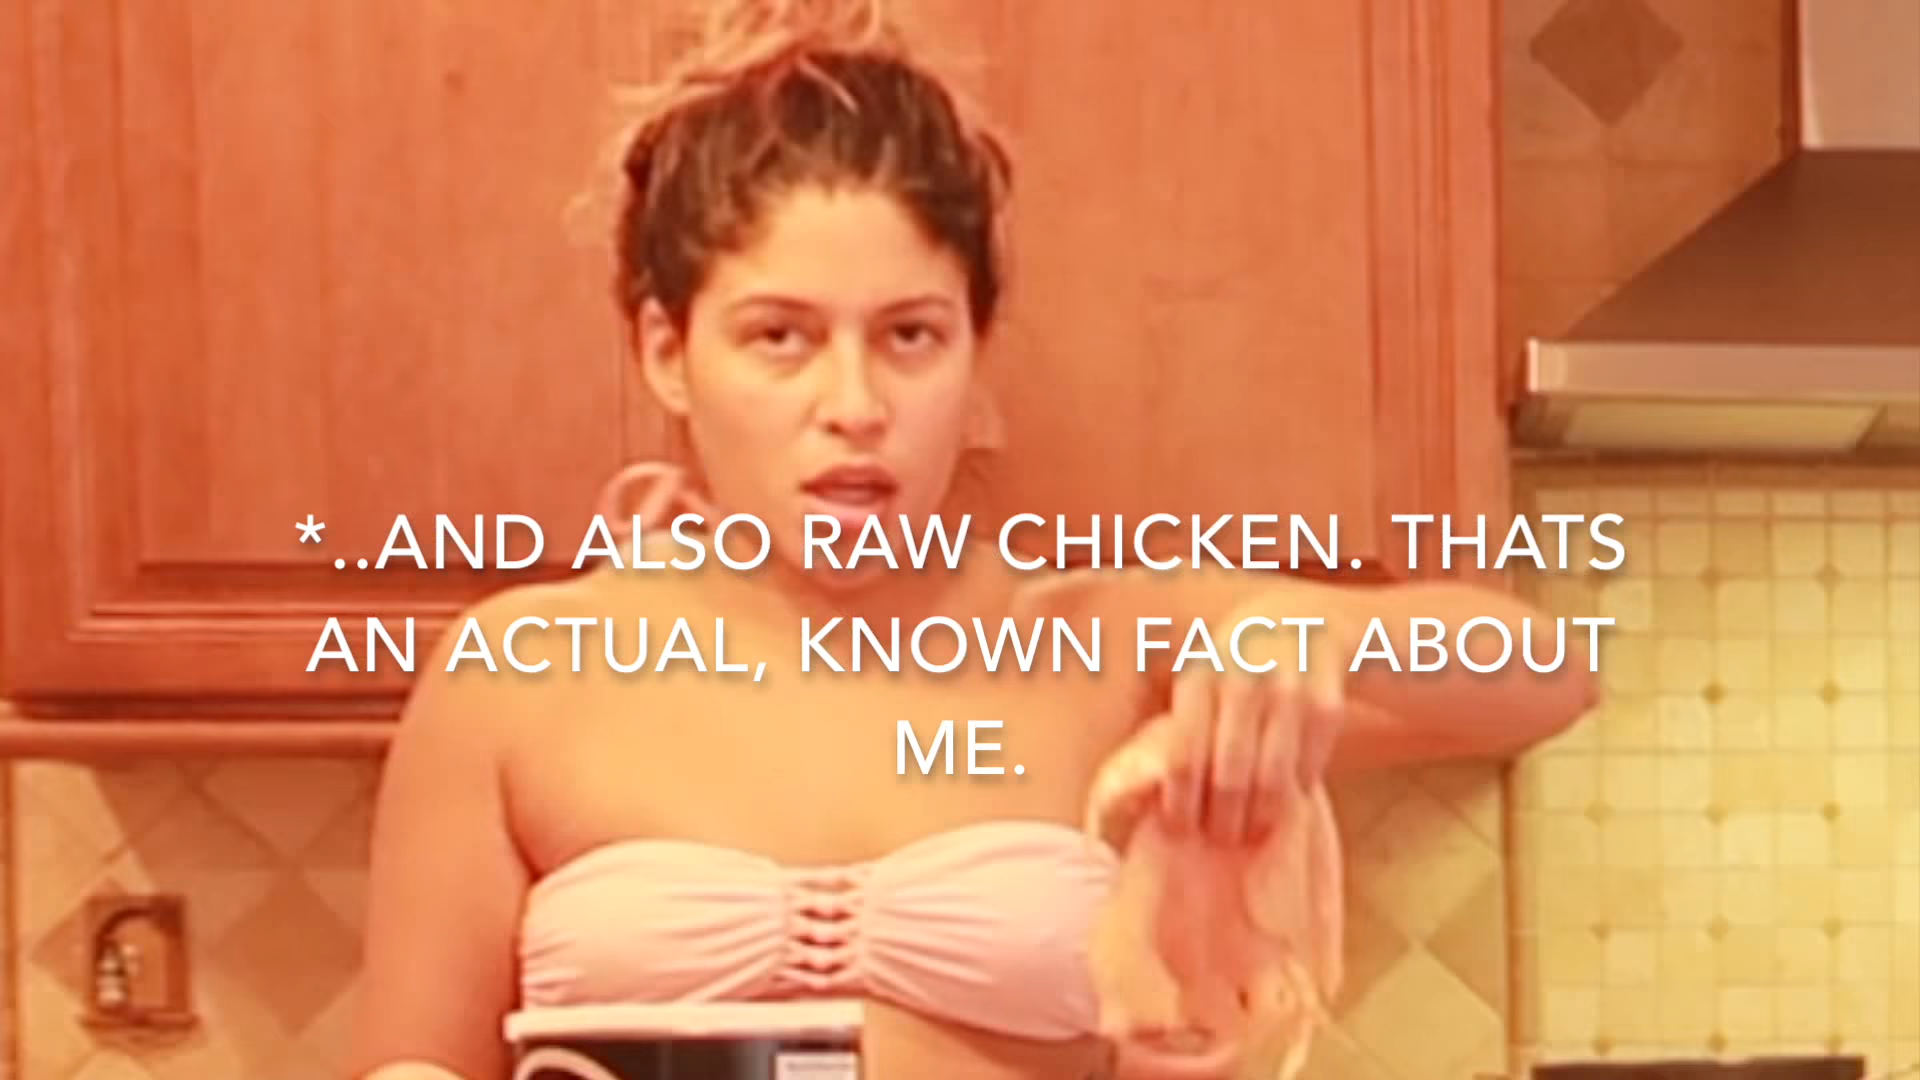 *..AND ALSO RAW CHICKEN. THATS
AN ACTUAL, KNOWN FACT ABOUT
ME.